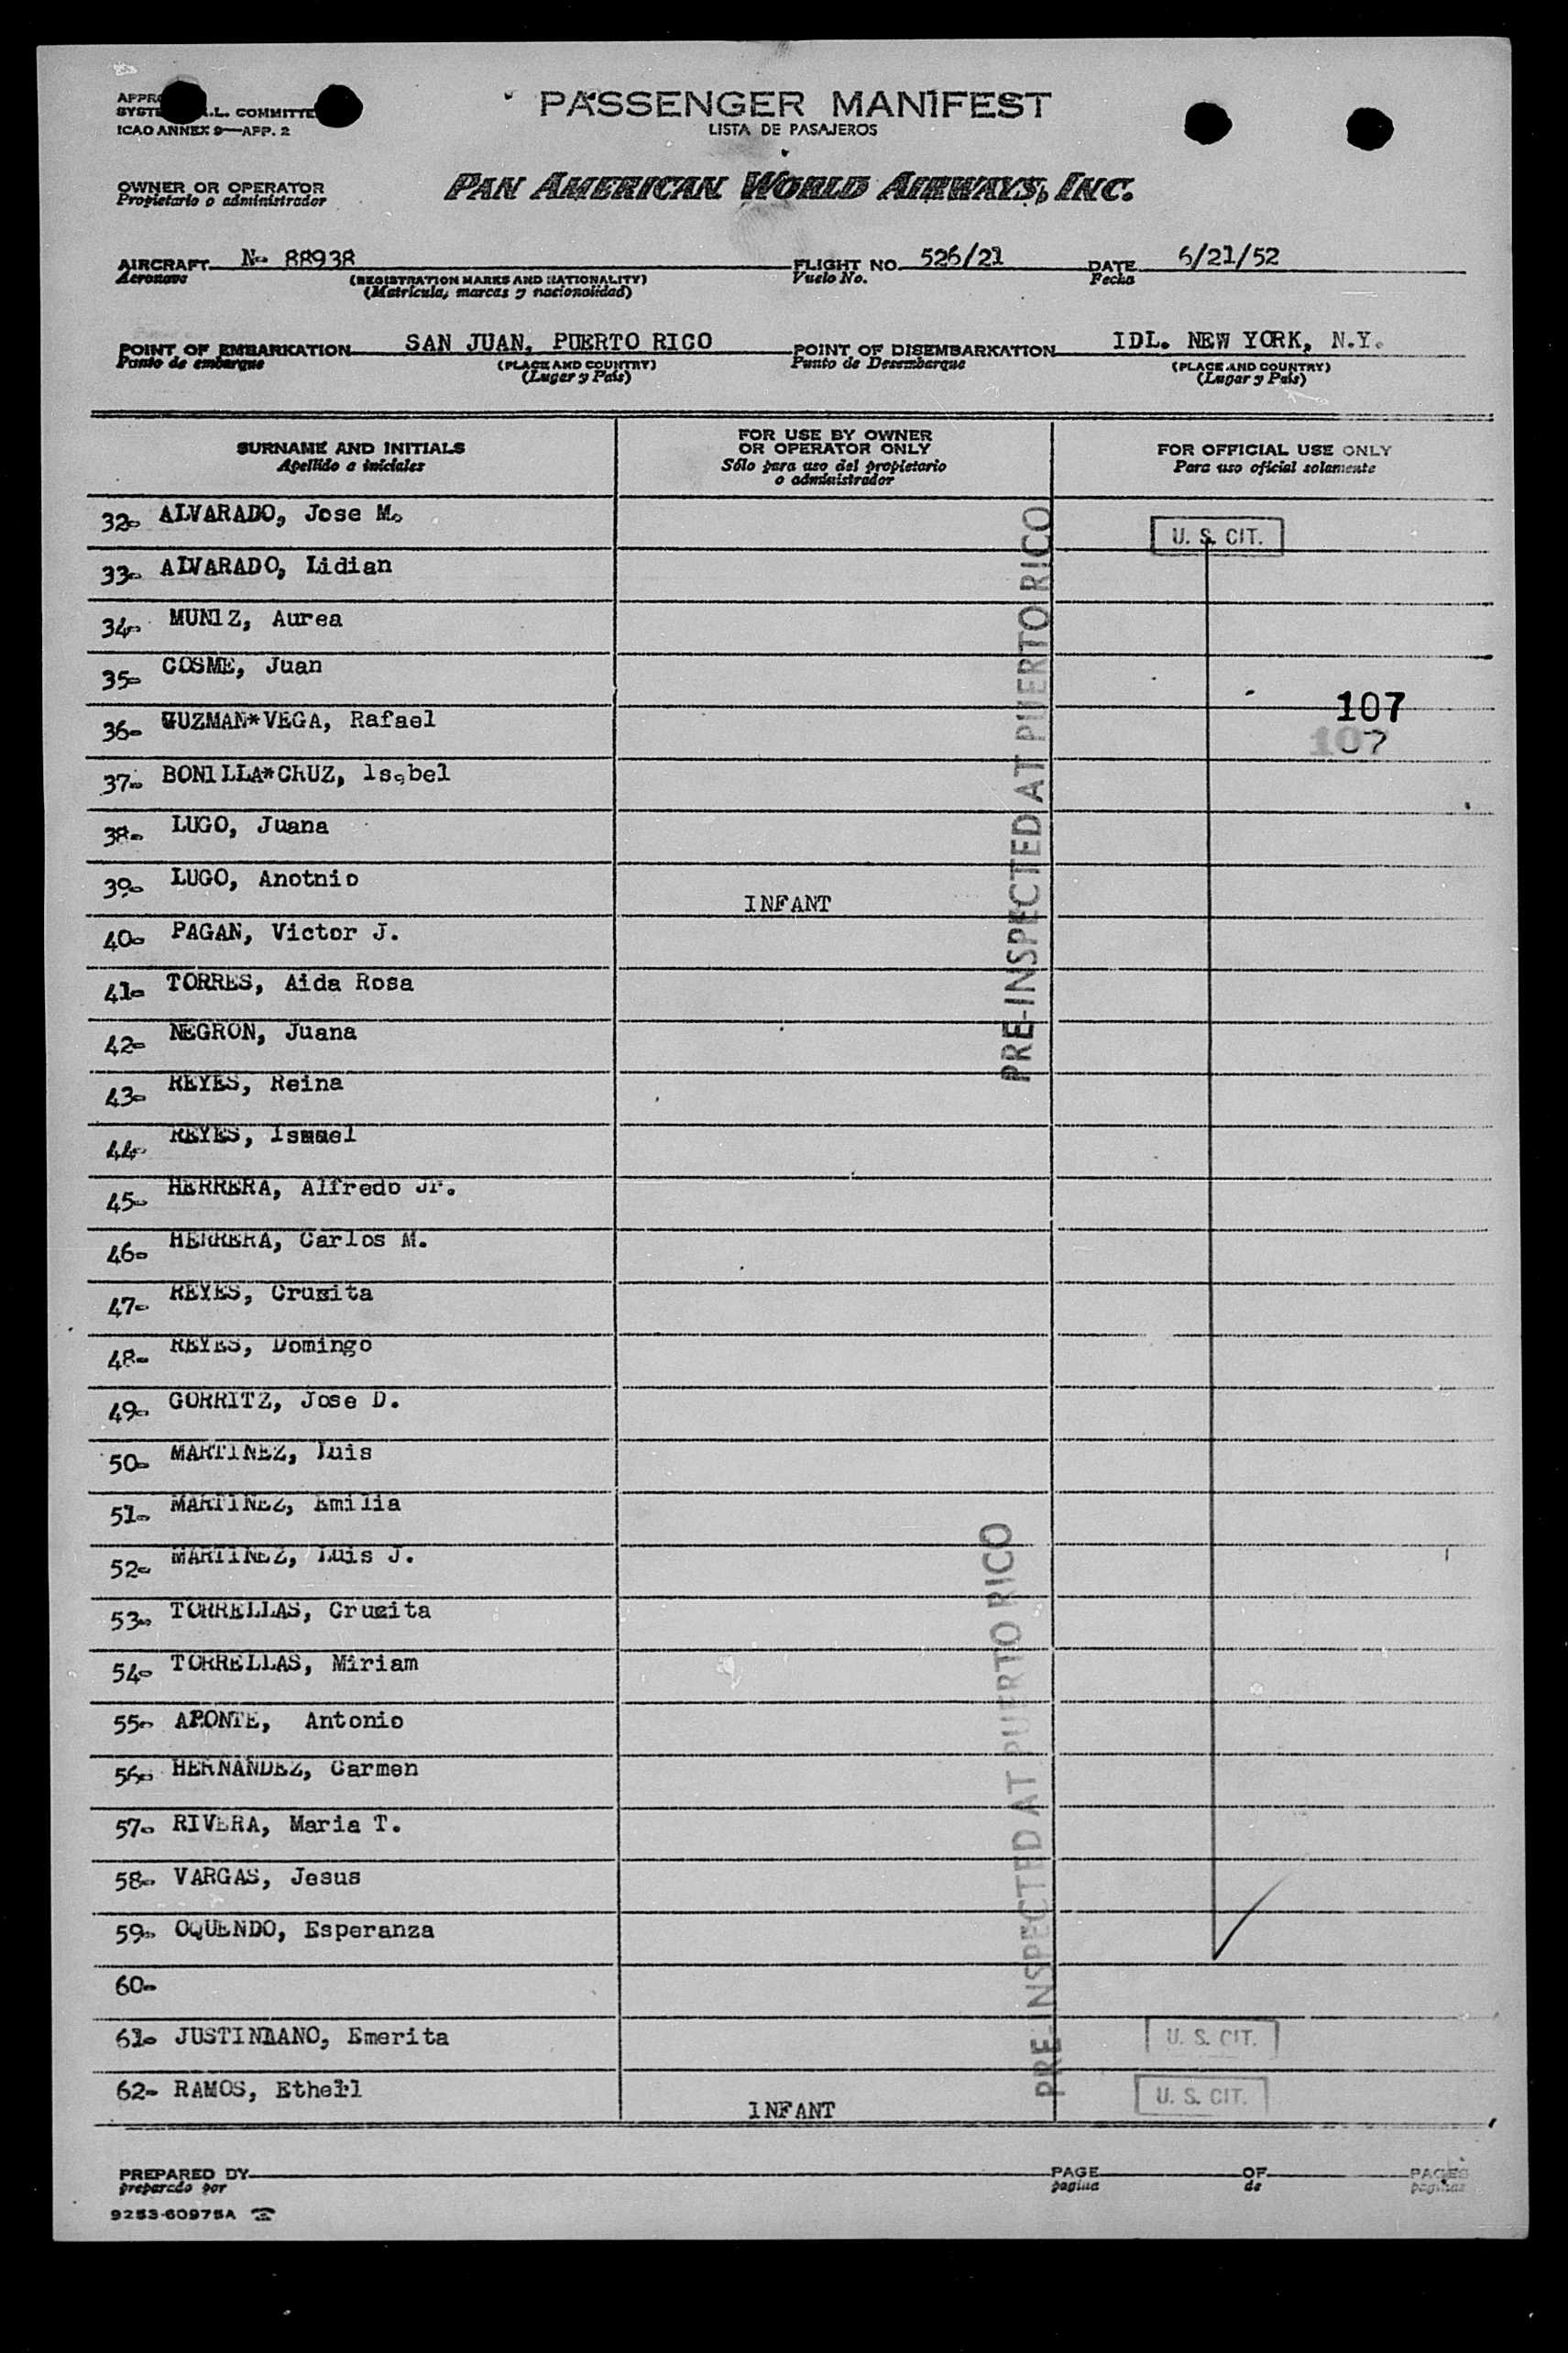 PASSENGER MANIFEST
LISTA DE PASAJEROS
COMMITTE
ICAO ANNEX 9—APP. 2
OWNER OR OPERATOR
Propietario o administrador
PAN AMERICAN WORLD AIRWAYS, INC.
AIRCRAFT N- 88938 FLIGHT NO. 526/21 DATE 6/21/52
Aeronave (REGISTRATION MARKS AND NATIONALITY) Vuelo No. Fecha
(Matrícula, marcas y nacionalidad)
POINT OF EMBARKATION SAN JUAN, PUERTO RICO POINT OF DISEMBARKATION IDL. NEW YORK, N.Y.
Punto de embarque (PLACE AND COUNTRY) Punto de Desembarque (PLACE AND COUNTRY)
(Lugar y País) (Lugar y País)
SURNAME AND INITIALS
Apellido e iniciales
FOR USE BY OWNER
OR OPERATOR ONLY
Sólo para uso del propietario
o administrador
FOR OFFICIAL USE ONLY
Para uso oficial solamente
32- ALVARADO, Jose M. U. S. CIT.
33- ALVARADO, Lidian
34- MUNIZ, Aurea
35- COSME, Juan
36- GUZMAN*VEGA, Rafael 107
107
37- BONILLA*CRUZ, Isabel
38- LUGO, Juana
39- LUGO, Anotnio INFANT
40- PAGAN, Victor J.
41- TORRES, Aida Rosa
42- NEGRON, Juana
43- REYES, Reina
44- REYES, Ismael
45- HERRERA, Alfredo Jr.
46- HERRERA, Carlos M.
47- REYES, Cruzita
48- REYES, Domingo
49- GORRITZ, Jose D.
50- MARTINEZ, Luis
51- MARTINEZ, Emilia
52- MARTINEZ, Luis J.
53- TORRELLAS, Cruzita
54- TORRELLAS, Miriam
55- APONTE, Antonio
56- HERNANDEZ, Carmen
57- RIVERA, Maria T.
58- VARGAS, Jesus
59- OQUENDO, Esperanza
60-
61- JUSTINIANO, Emerita U. S. CIT.
62- RAMOS, Ethell INFANT U. S. CIT.
PRE-INSPECTED AT PUERTO RICO
PRE-INSPECTED AT PUERTO RICO
PREPARED BY PAGE OF PAGES
preparado por pagina de paginas
9253-60975A